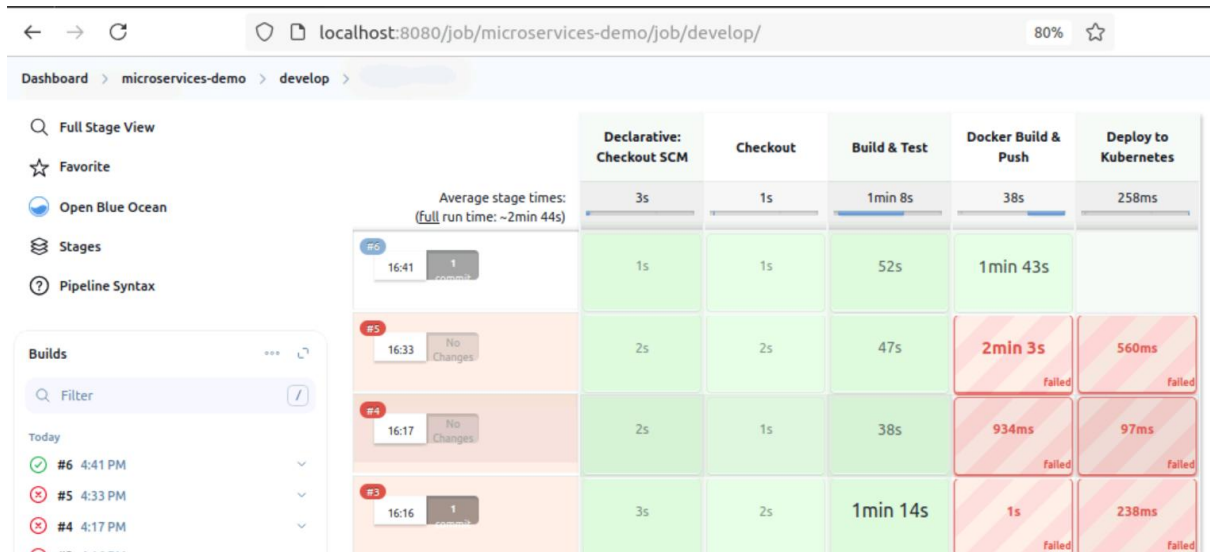 localhost:8080/job/microservices-demo/job/develop/ 80%
Dashboard > microservices-demo > develop >
Full Stage View
Favorite
Open Blue Ocean
Stages
Pipeline Syntax
Builds
Filter /
Today
#6 4:41 PM
#5 4:33 PM
#4 4:17 PM
Declarative: Checkout SCM
Checkout
Build & Test
Docker Build & Push
Deploy to Kubernetes
Average stage times:
(full run time: ~2min 44s)
3s 1s 1min 8s 38s 258ms
#6
16:41 1 commit
1s 1s 52s 1min 43s
#5
16:33 No Changes
2s 2s 47s 2min 3s failed 560ms failed
#4
16:17 No Changes
2s 1s 38s 934ms failed 97ms failed
#3
16:16 1 commit
3s 2s 1min 14s 1s failed 238ms failed